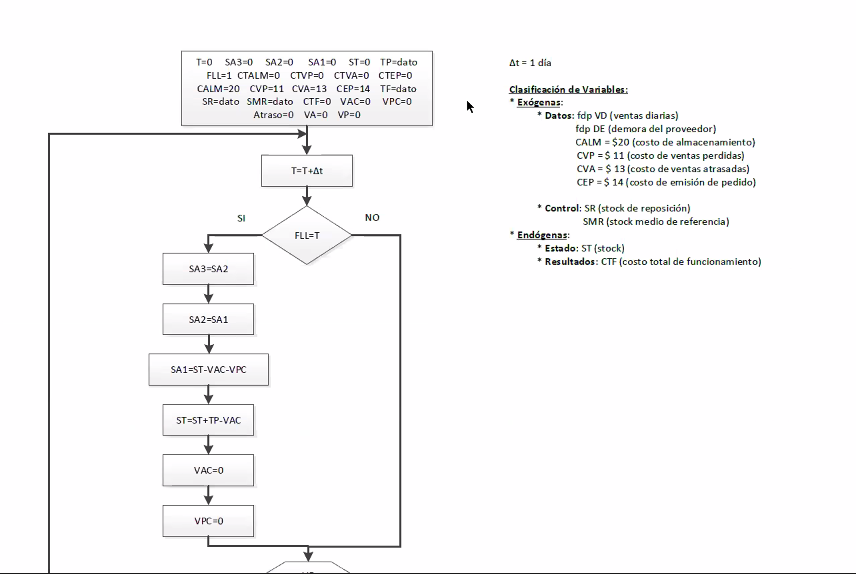 T=0 SA3=0 SA2=0 SA1=0 ST=0 TP=dato
FLL=1 CTALM=0 CTVP=0 CTVA=0 CTEP=0
CALM=20 CVP=11 CVA=13 CEP=14 TF=dato
SR=dato SMR=dato CTF=0 VAC=0 VPC=0
Atraso=0 VA=0 VP=0
T=T+Δt
SI
NO
FLL=T
SA3=SA2
SA2=SA1
SA1=ST-VAC-VPC
ST=ST+TP-VAC
VAC=0
VPC=0
Δt = 1 día
Clasificación de Variables:
* Exógenas:
* Datos: fdp VD (ventas diarias)
fdp DE (demora del proveedor)
CALM = $20 (costo de almacenamiento)
CVP = $ 11 (costo de ventas perdidas)
CVA = $ 13 (costo de ventas atrasadas)
CEP = $ 14 (costo de emisión de pedido)
* Control: SR (stock de reposición)
SMR (stock medio de referencia)
* Endógenas:
* Estado: ST (stock)
* Resultados: CTF (costo total de funcionamiento)